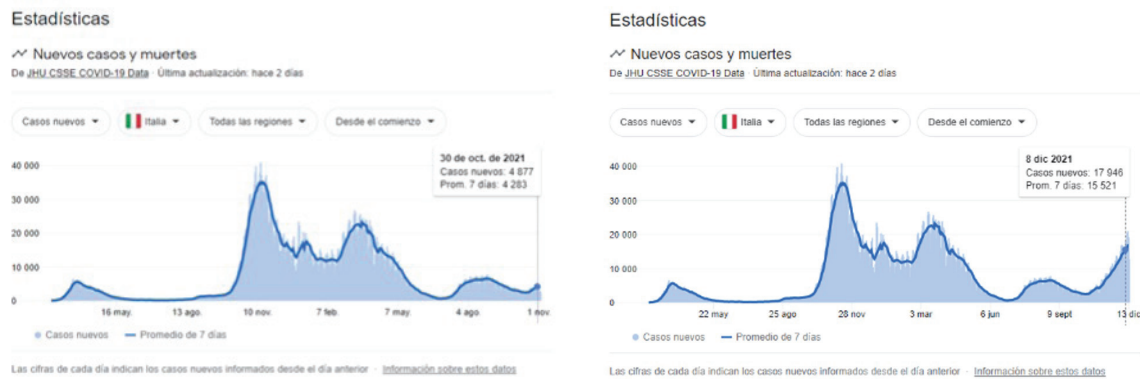 Estadísticas
Nuevos casos y muertes
De JHU CSSE COVID-19 Data · Última actualización: hace 2 días
Casos nuevos
Italia
Todas las regiones
Desde el comienzo
30 de oct. de 2021
Casos nuevos: 4 877
Prom. 7 días: 4 283
40 000
30 000
20 000
10 000
0
16 may.
13 ago.
10 nov.
7 feb.
7 may.
4 ago.
1 nov.
Casos nuevos
Promedio de 7 días
Las cifras de cada día indican los casos nuevos informados desde el día anterior · Información sobre estos datos
Estadísticas
Nuevos casos y muertes
De JHU CSSE COVID-19 Data · Última actualización: hace 2 días
Casos nuevos
Italia
Todas las regiones
Desde el comienzo
8 dic 2021
Casos nuevos: 17 946
Prom. 7 días: 15 521
40 000
30 000
20 000
10 000
0
22 may
25 ago
28 nov
3 mar
6 jun
9 sept
13 dic
Casos nuevos
Promedio de 7 días
Las cifras de cada día indican los casos nuevos informados desde el día anterior · Información sobre estos datos